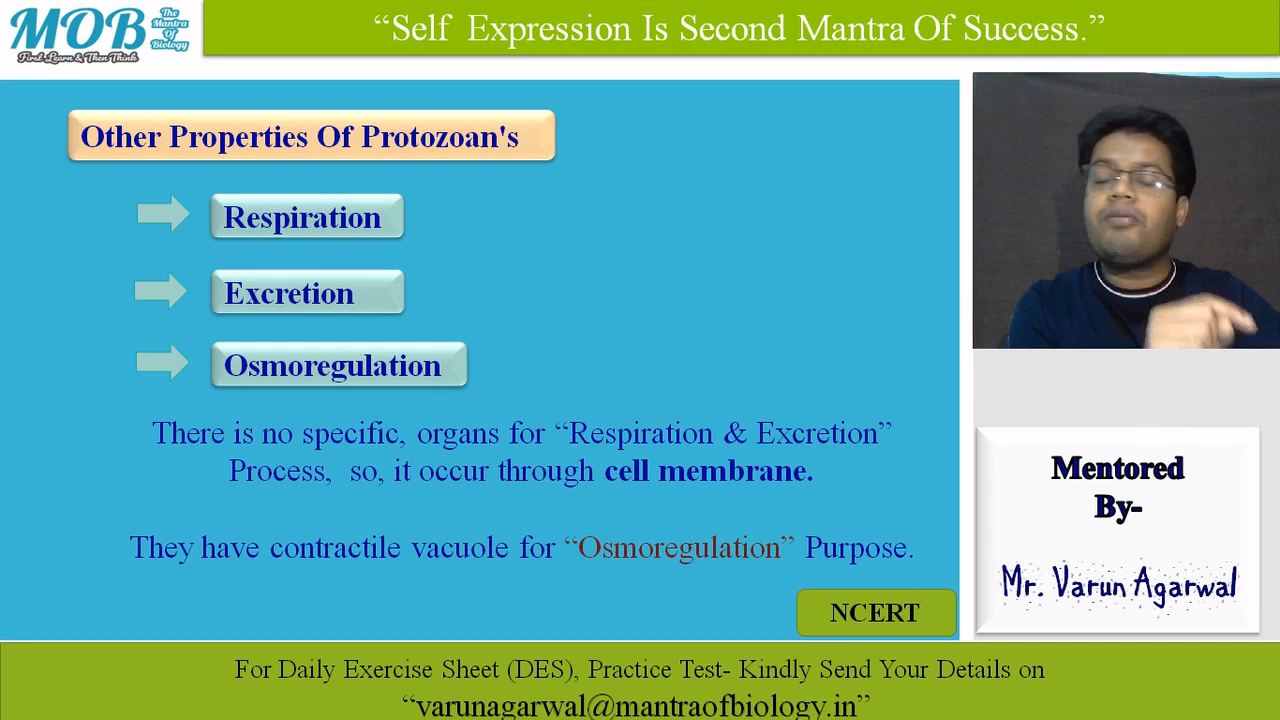 MOB
The
Mantra
Of
Biology
First Learn & Then Think
“Self Expression Is Second Mantra Of Success.”
Other Properties Of Protozoan's
Respiration
Excretion
Osmoregulation
There is no specific, organs for “Respiration & Excretion”
Process, so, it occur through cell membrane.
They have contractile vacuole for “Osmoregulation” Purpose.
NCERT
Mentored
By-
Mr. Varun Agarwal
For Daily Exercise Sheet (DES), Practice Test- Kindly Send Your Details on
“varunagarwal@mantraofbiology.in”